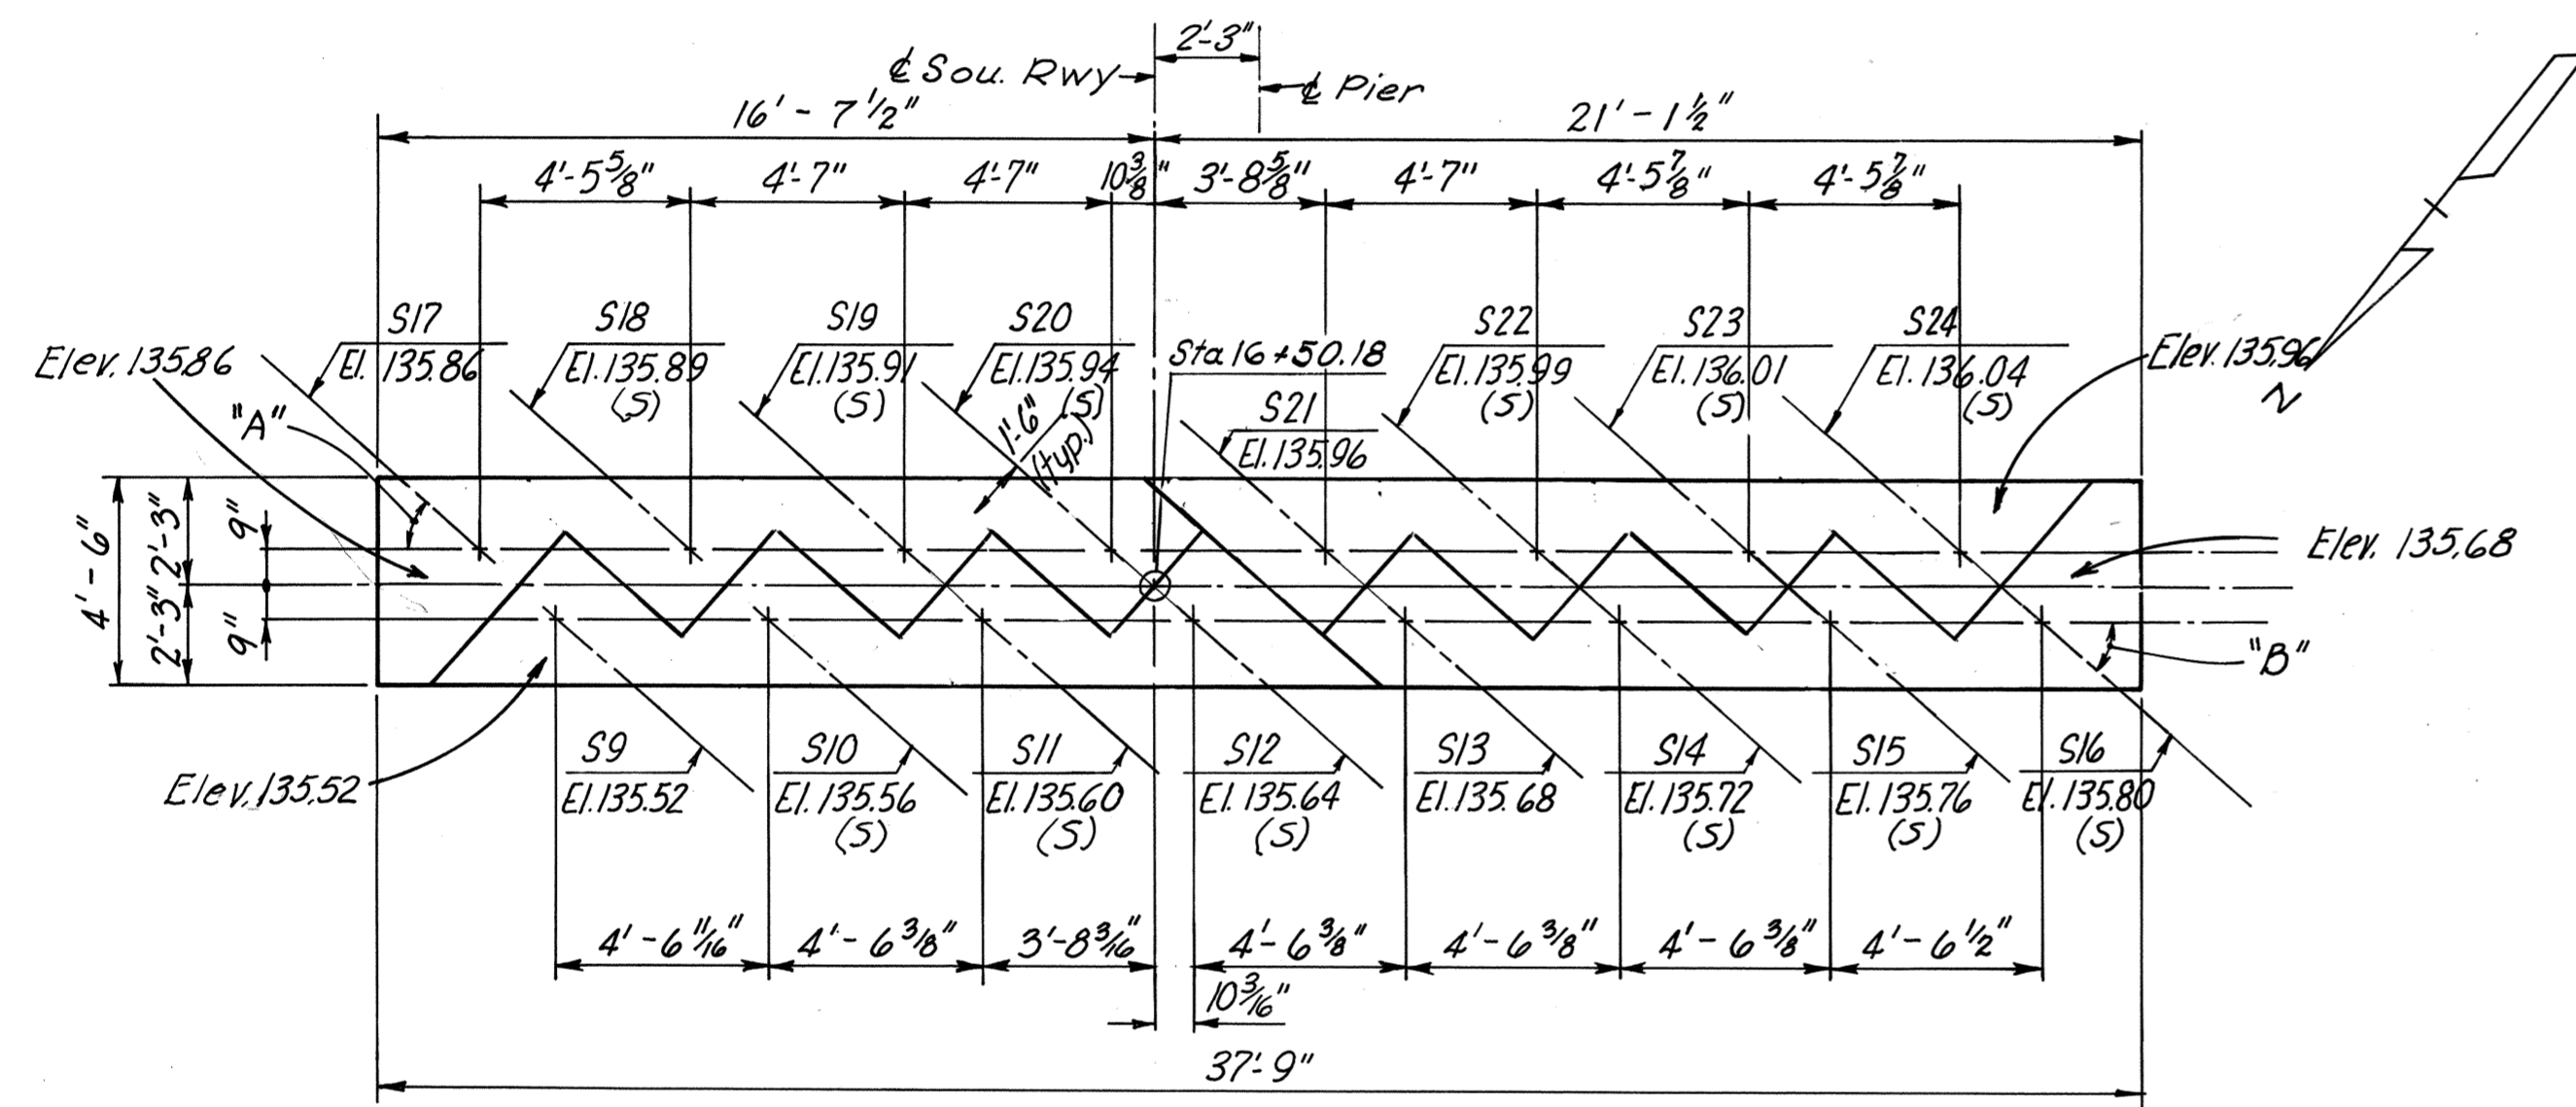 2'-3"
℄ Sou. Rwy
℄ Pier
16' - 7 1/2"
21' - 1 1/2"
4'-5 5/8"
4'-7"
4'-7"
10 3/8"
3'-8 5/8"
4'-7"
4'-5 7/8"
4'-5 7/8"
S17
El. 135.86
S18
El. 135.89
(S)
S19
El. 135.91
(S)
S20
El. 135.94
(S)
Sta 16 + 50.18
S21
El. 135.96
S22
El. 135.99
(S)
S23
El. 136.01
(S)
S24
El. 136.04
(S)
Elev. 135.86
"A"
1'-6"
(typ.)
Elev. 135.96
N
4' - 6"
2'-3"
2'-3"
9"
9"
Elev. 135.68
"B"
Elev. 135.52
S9
El. 135.52
S10
El. 135.56
(S)
S11
El. 135.60
(S)
S12
El. 135.64
(S)
S13
El. 135.68
S14
El. 135.72
(S)
S15
El. 135.76
(S)
S16
El. 135.80
(S)
4' - 6 11/16"
4' - 6 3/8"
3'-8 3/16"
4'- 6 3/8"
4' - 6 3/8"
4' - 6 3/8"
4' - 6 1/2"
10 3/16"
37'-9"